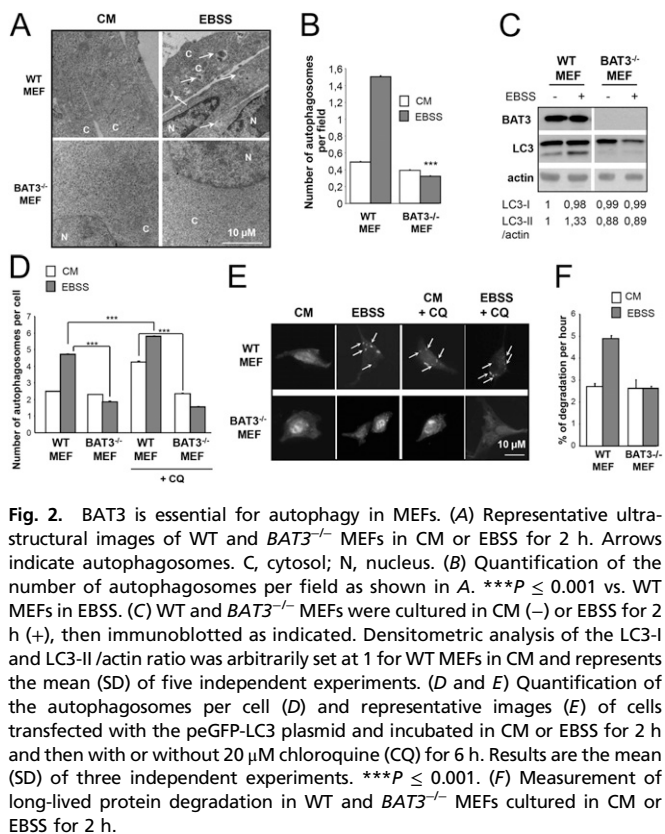 A
CM
EBSS
WT
MEF
BAT3-/-
MEF
C
C
C
C
N
N
N
C
N
C
10 μM
B
CM
EBSS
Number of autophagosomes
per field
1,6
1,4
1,2
1
0,8
0,6
0,4
0,2
0
***
WT
MEF
BAT3-/-
MEF
C
WT
MEF
BAT3-/-
MEF
EBSS - + - +
BAT3
LC3
actin
LC3-I 1 0,98 0,99 0,99
LC3-II 1 1,33 0,88 0,89
/actin
D
CM
EBSS
Number of autophagosomes per cell
7
6
5
4
3
2
1
0
***
***
***
WT
MEF
BAT3-/-
MEF
WT
MEF
BAT3-/-
MEF
+ CQ
E
CM
EBSS
CM
+ CQ
EBSS
+ CQ
WT
MEF
BAT3-/-
MEF
10 μM
F
CM
EBSS
% of degradation per hour
6
5
4
3
2
1
0
WT
MEF
BAT3-/-
MEF
Fig. 2. BAT3 is essential for autophagy in MEFs. (A) Representative ultra-
structural images of WT and BAT3−/− MEFs in CM or EBSS for 2 h. Arrows
indicate autophagosomes. C, cytosol; N, nucleus. (B) Quantification of the
number of autophagosomes per field as shown in A. ***P ≤ 0.001 vs. WT
MEFs in EBSS. (C) WT and BAT3−/− MEFs were cultured in CM (−) or EBSS for 2
h (+), then immunoblotted as indicated. Densitometric analysis of the LC3-I
and LC3-II /actin ratio was arbitrarily set at 1 for WT MEFs in CM and represents
the mean (SD) of five independent experiments. (D and E) Quantification of
the autophagosomes per cell (D) and representative images (E) of cells
transfected with the peGFP-LC3 plasmid and incubated in CM or EBSS for 2 h
and then with or without 20 μM chloroquine (CQ) for 6 h. Results are the mean
(SD) of three independent experiments. ***P ≤ 0.001. (F) Measurement of
long-lived protein degradation in WT and BAT3−/− MEFs cultured in CM or
EBSS for 2 h.